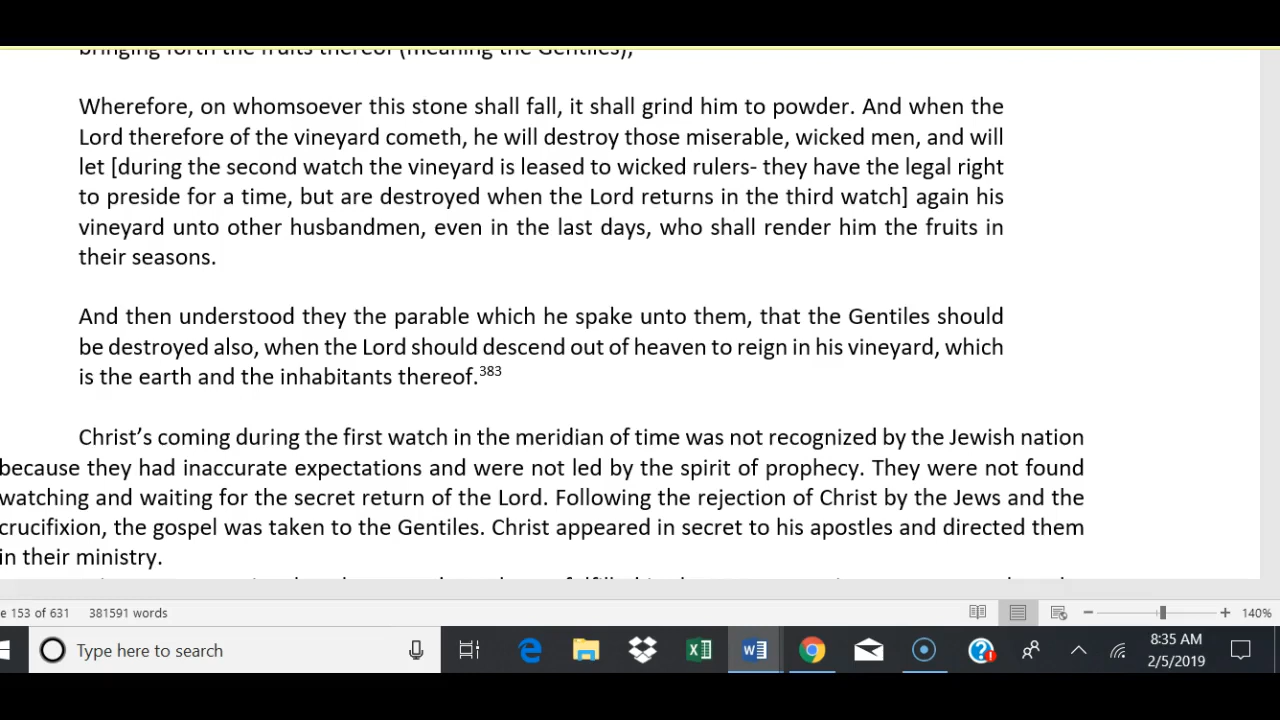 bringing forth the fruits thereof (meaning the Gentiles),
Wherefore, on whomsoever this stone shall fall, it shall grind him to powder. And when the
Lord therefore of the vineyard cometh, he will destroy those miserable, wicked men, and will
let [during the second watch the vineyard is leased to wicked rulers- they have the legal right
to preside for a time, but are destroyed when the Lord returns in the third watch] again his
vineyard unto other husbandmen, even in the last days, who shall render him the fruits in
their seasons.
And then understood they the parable which he spake unto them, that the Gentiles should
be destroyed also, when the Lord should descend out of heaven to reign in his vineyard, which
is the earth and the inhabitants thereof.383
Christ's coming during the first watch in the meridian of time was not recognized by the Jewish nation
because they had inaccurate expectations and were not led by the spirit of prophecy. They were not found
watching and waiting for the secret return of the Lord. Following the rejection of Christ by the Jews and the
crucifixion, the gospel was taken to the Gentiles. Christ appeared in secret to his apostles and directed them
in their ministry.
e 153 of 631 381591 words 140%
Type here to search 8:35 AM
2/5/2019